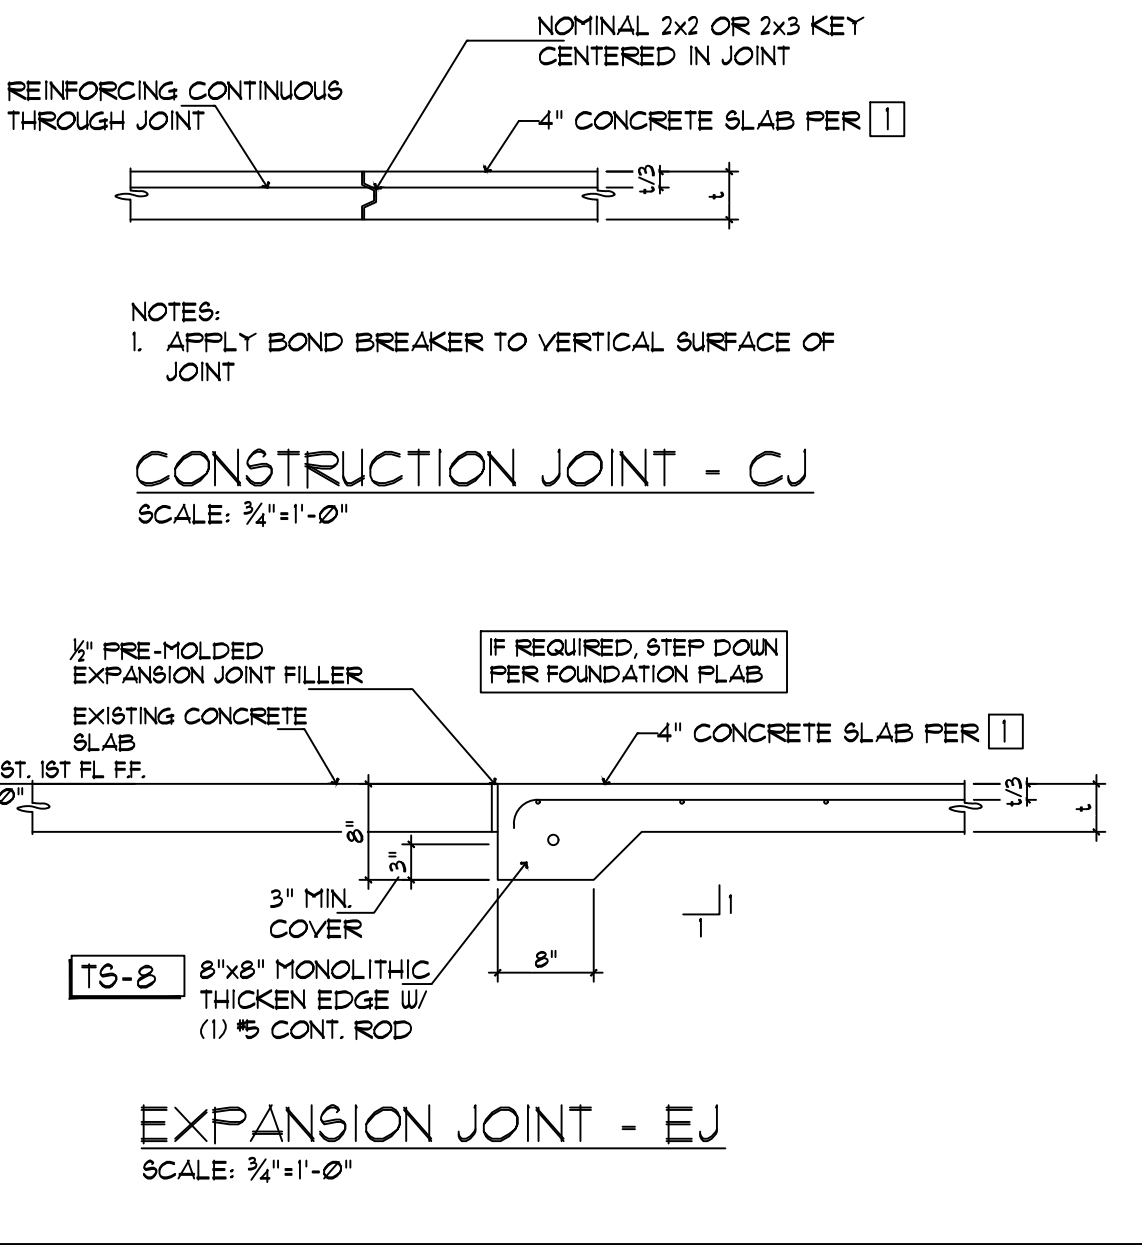 NOMINAL 2x2 OR 2x3 KEY
CENTERED IN JOINT
REINFORCING CONTINUOUS
THROUGH JOINT
4" CONCRETE SLAB PER 1
t/3
t
NOTES:
1. APPLY BOND BREAKER TO VERTICAL SURFACE OF
JOINT
CONSTRUCTION JOINT - CJ
SCALE: ¾"=1'-0"
½" PRE-MOLDED
EXPANSION JOINT FILLER
IF REQUIRED, STEP DOWN
PER FOUNDATION PLAB
EXISTING CONCRETE
SLAB
4" CONCRETE SLAB PER 1
ST. 1ST FL F.F.
0"
t/3
t
8"
3"
3" MIN.
COVER
1
1
8"
TS-8
8"x8" MONOLITHIC
THICKEN EDGE W/
(1) #5 CONT. ROD
EXPANSION JOINT - EJ
SCALE: ¾"=1'-0"